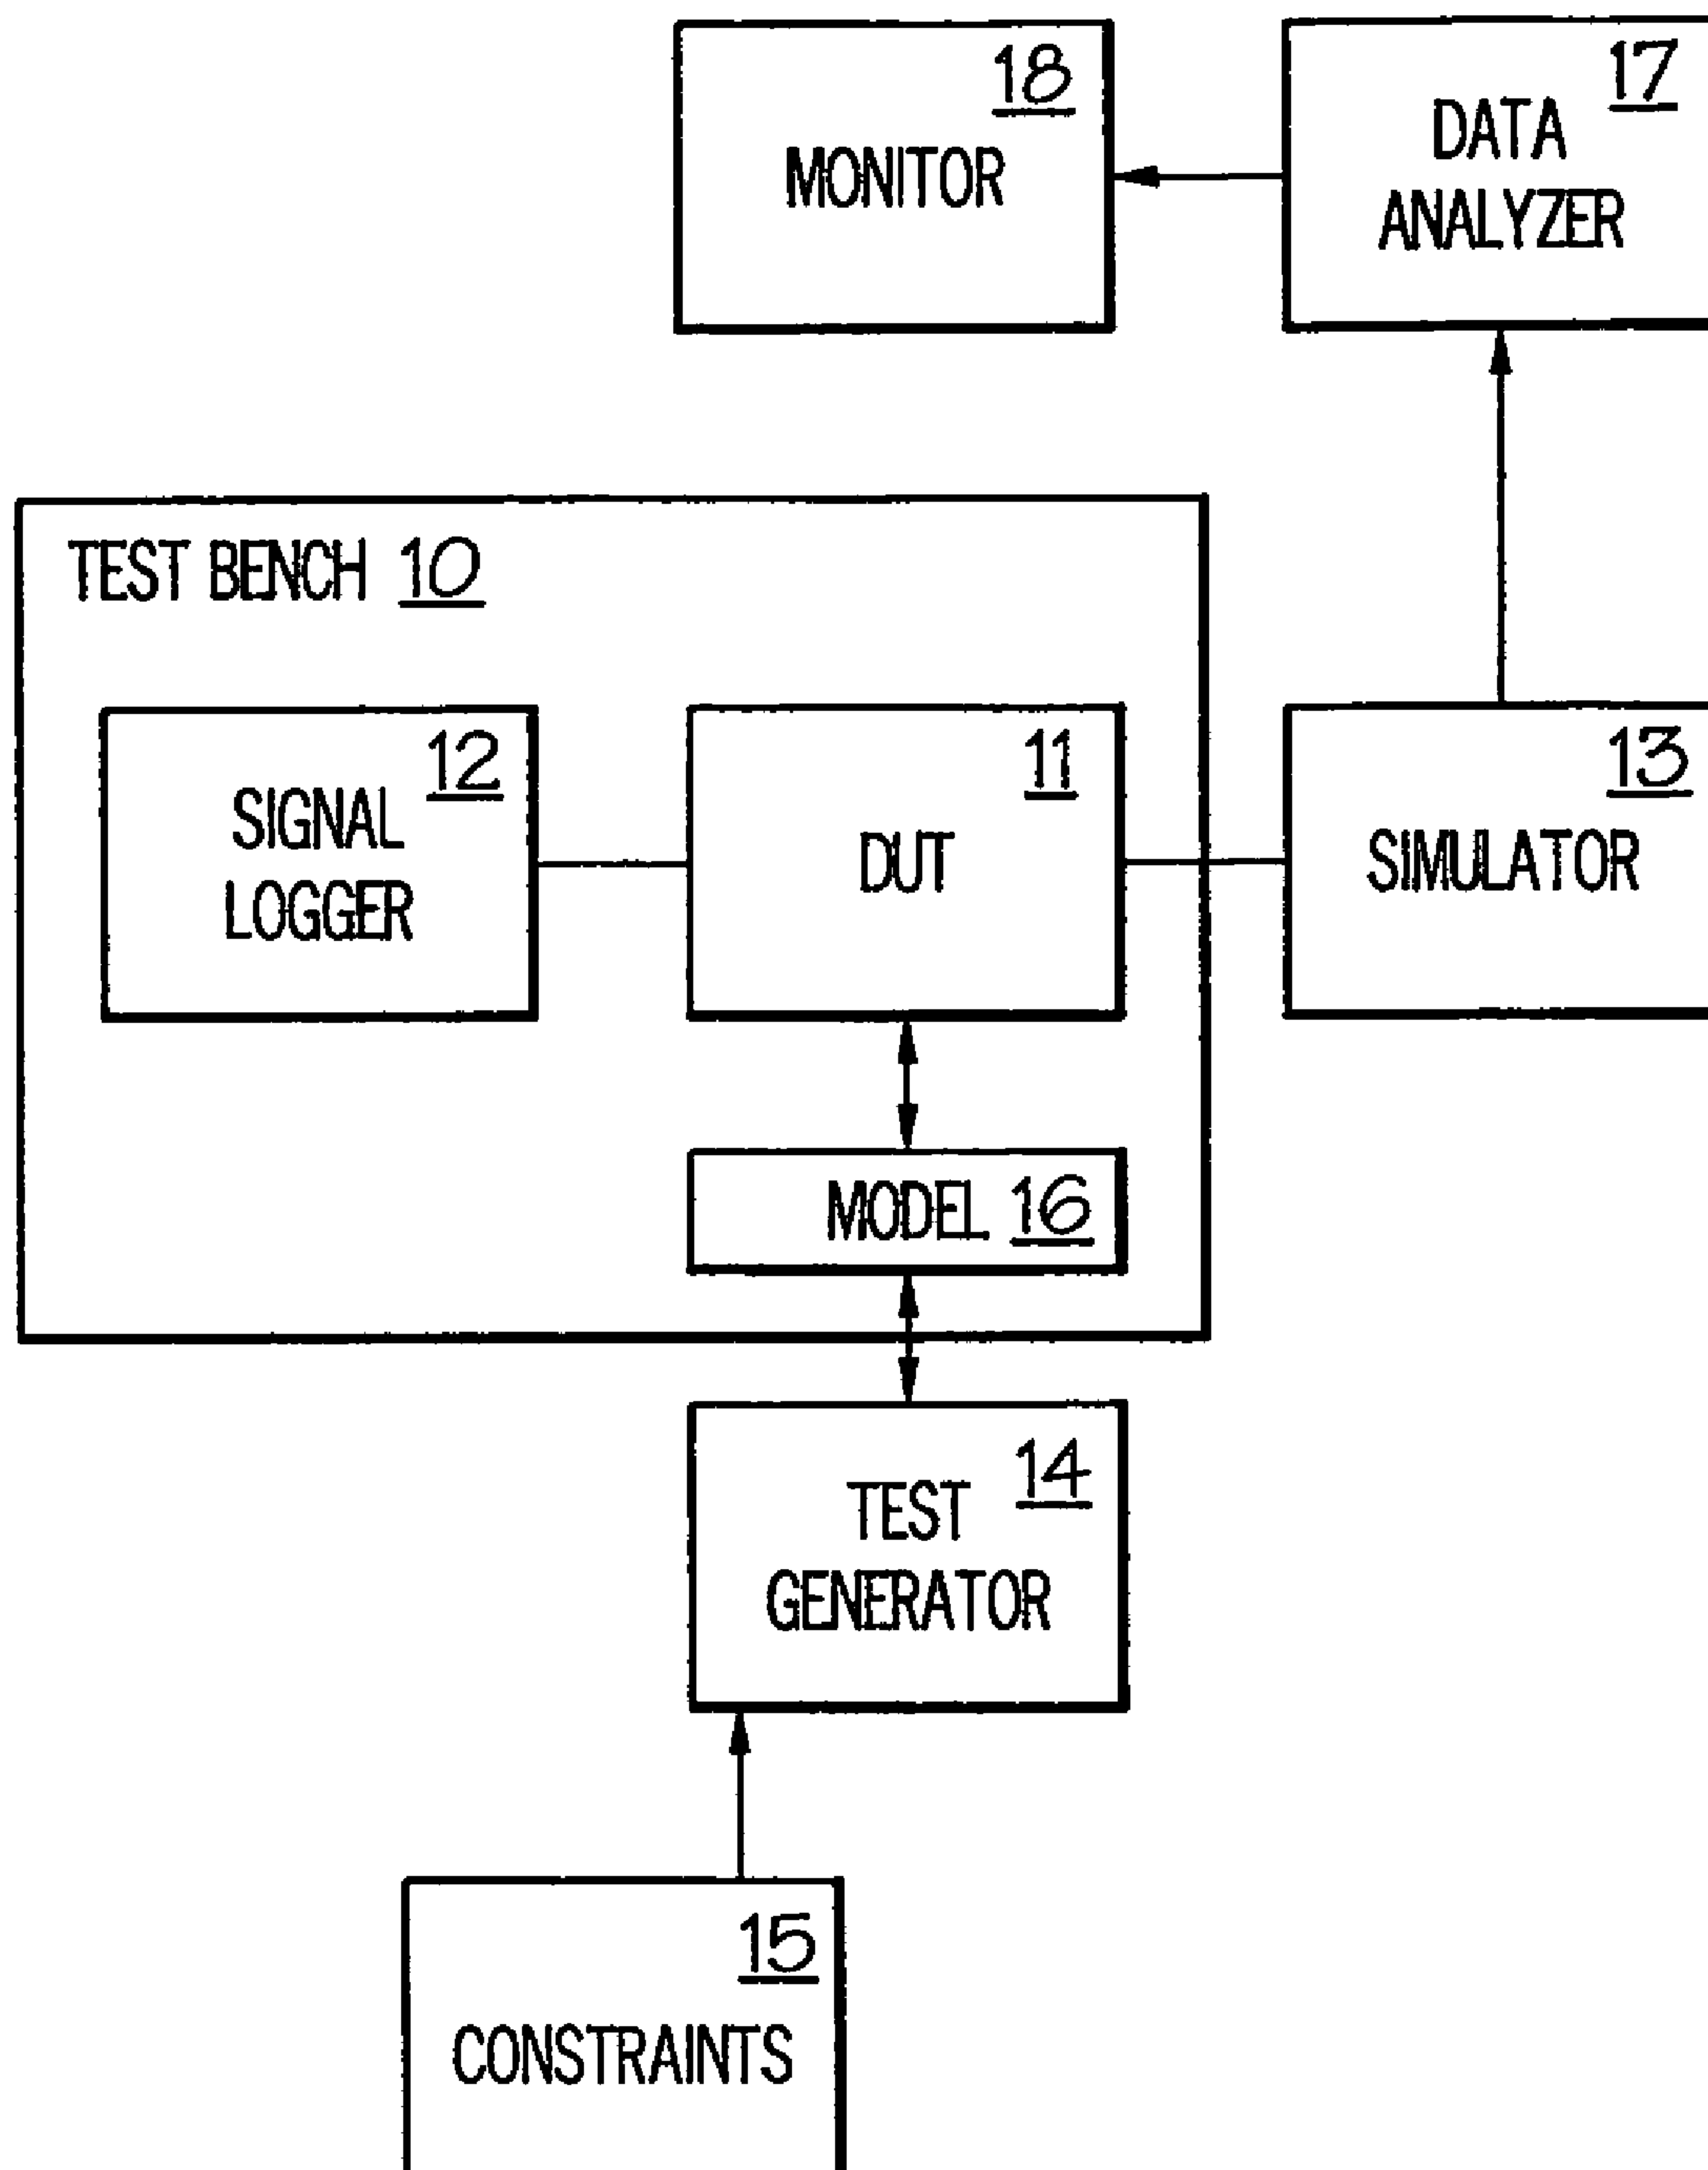 18
MONITOR
17
DATA
ANALYZER
TEST BENCH 10
12
SIGNAL
LOGGER
11
DUT
13
SIMULATOR
MODEL 16
14
TEST
GENERATOR
15
CONSTRAINTS